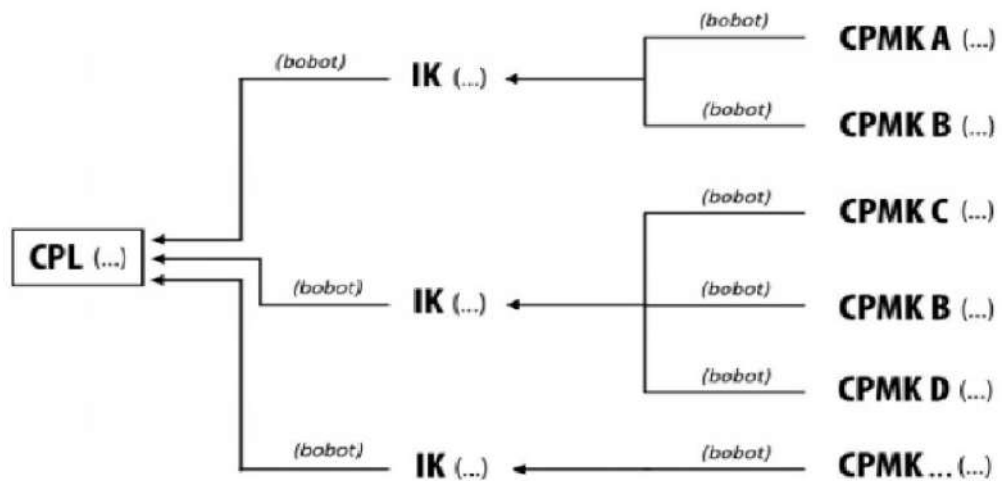 (bobot)
CPMK A (...)
(bobot)
IK (...)
(bobot)
CPMK B (...)
(bobot)
CPMK C (...)
CPL (...)
(bobot)
IK (...)
(bobot)
CPMK B (...)
(bobot)
CPMK D (...)
(bobot)
IK (...)
(bobot)
CPMK ... (...)